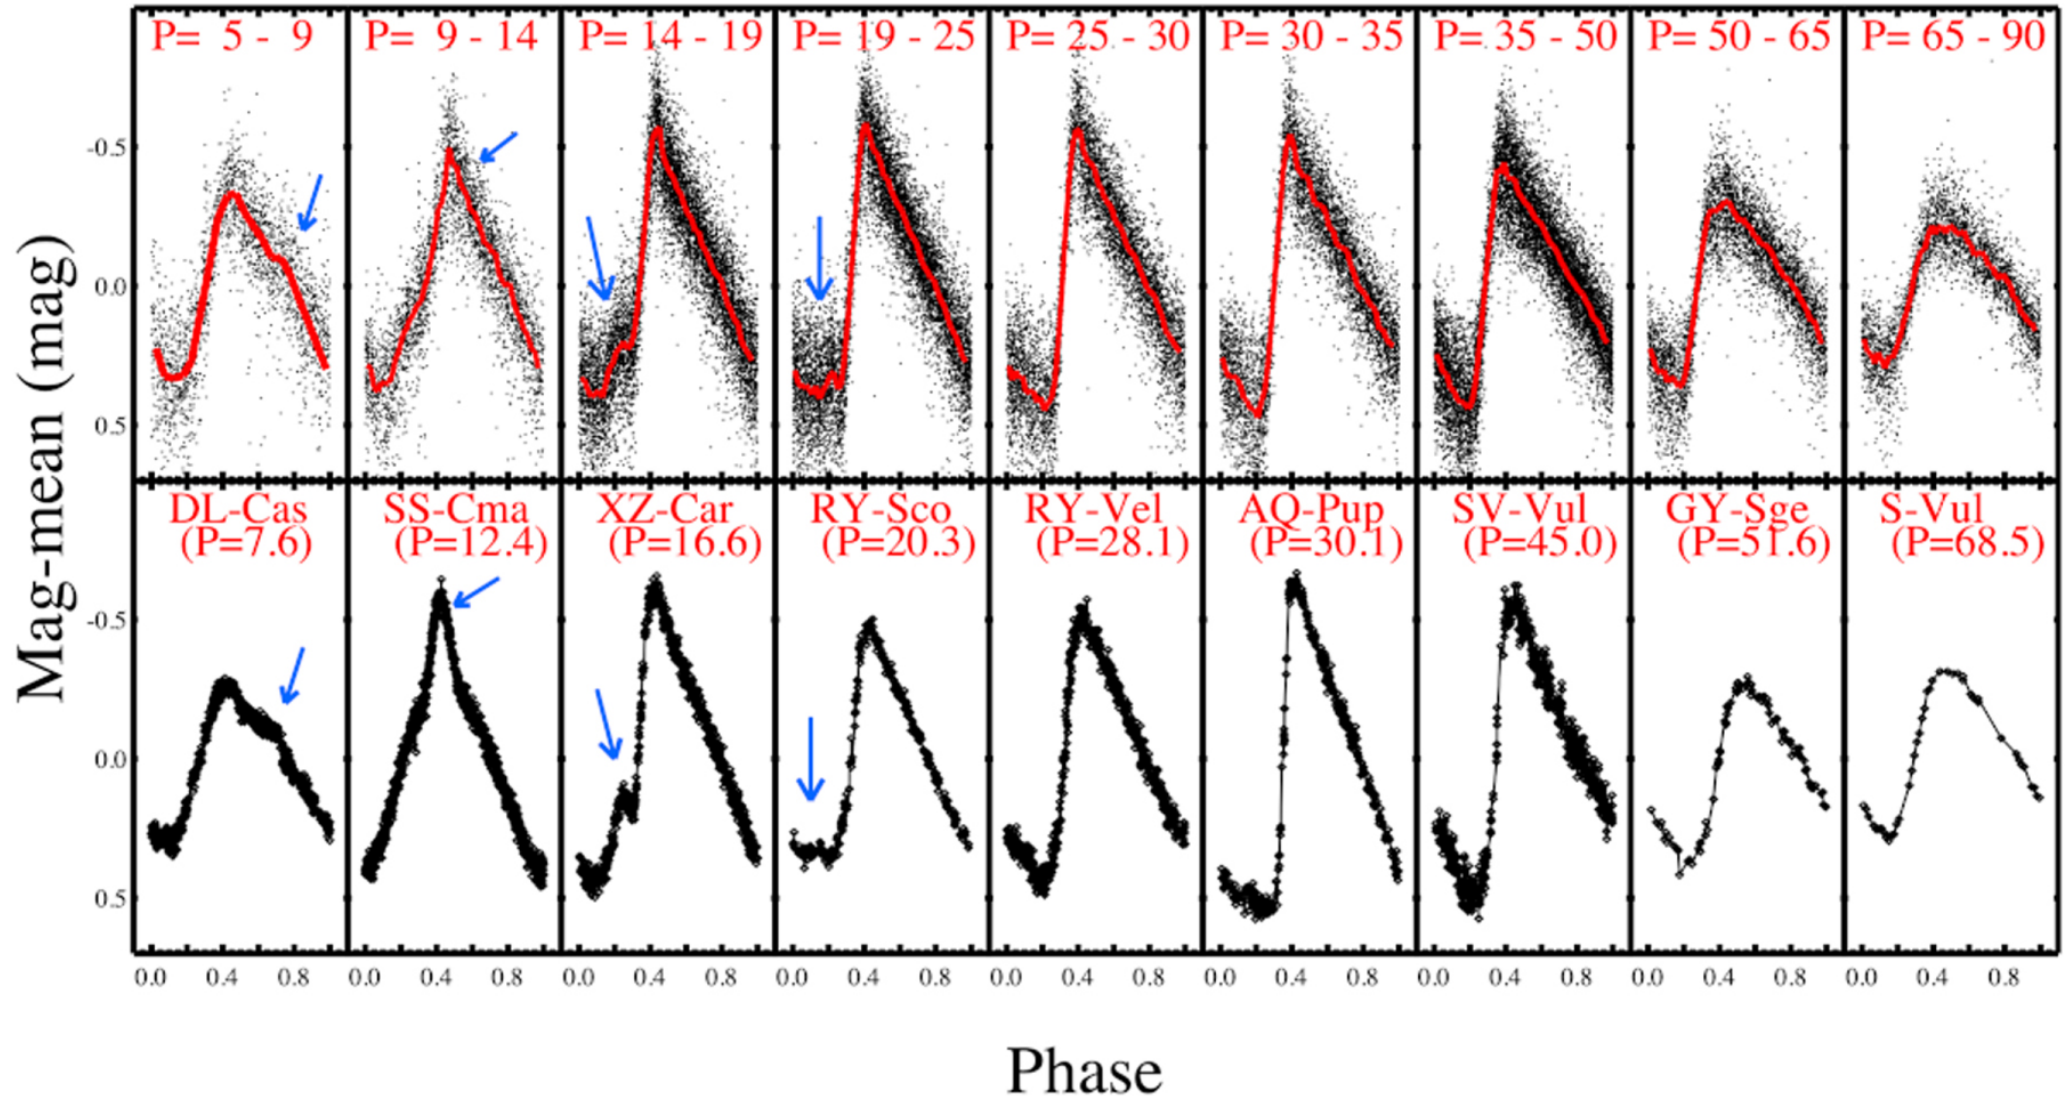 P= 5 - 9 P= 9 - 14 P= 14 - 19 P= 19 - 25 P= 25 - 30 P= 30 - 35 P= 35 - 50 P= 50 - 65 P= 65 - 90
-0.5
0.0
0.5
Mag-mean (mag)
DL-Cas SS-Cma XZ-Car RY-Sco RY-Vel AQ-Pup SV-Vul GY-Sge S-Vul
(P=7.6) (P=12.4) (P=16.6) (P=20.3) (P=28.1) (P=30.1) (P=45.0) (P=51.6) (P=68.5)
-0.5
0.0
0.5
0.0 0.4 0.8 0.0 0.4 0.8 0.0 0.4 0.8 0.0 0.4 0.8 0.0 0.4 0.8 0.0 0.4 0.8 0.0 0.4 0.8 0.0 0.4 0.8 0.0 0.4 0.8
Phase